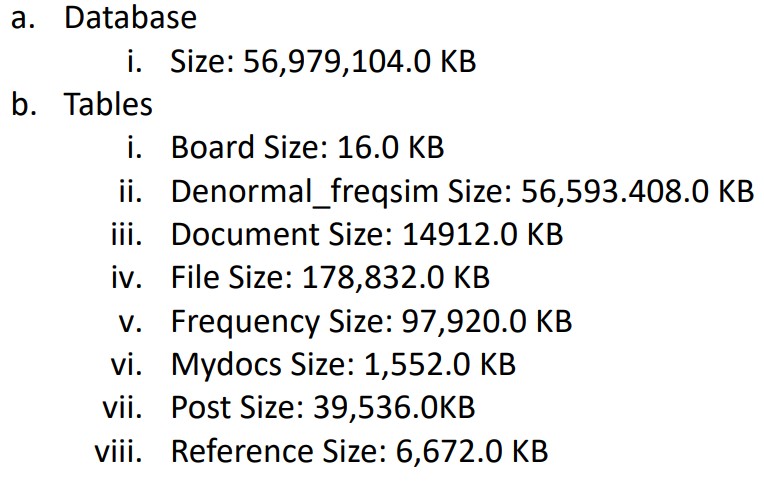 a. Database
i. Size: 56,979,104.0 KB
b. Tables
i. Board Size: 16.0 KB
ii. Denormal_freqsim Size: 56,593.408.0 KB
iii. Document Size: 14912.0 KB
iv. File Size: 178,832.0 KB
v. Frequency Size: 97,920.0 KB
vi. Mydocs Size: 1,552.0 KB
vii. Post Size: 39,536.0KB
viii. Reference Size: 6,672.0 KB